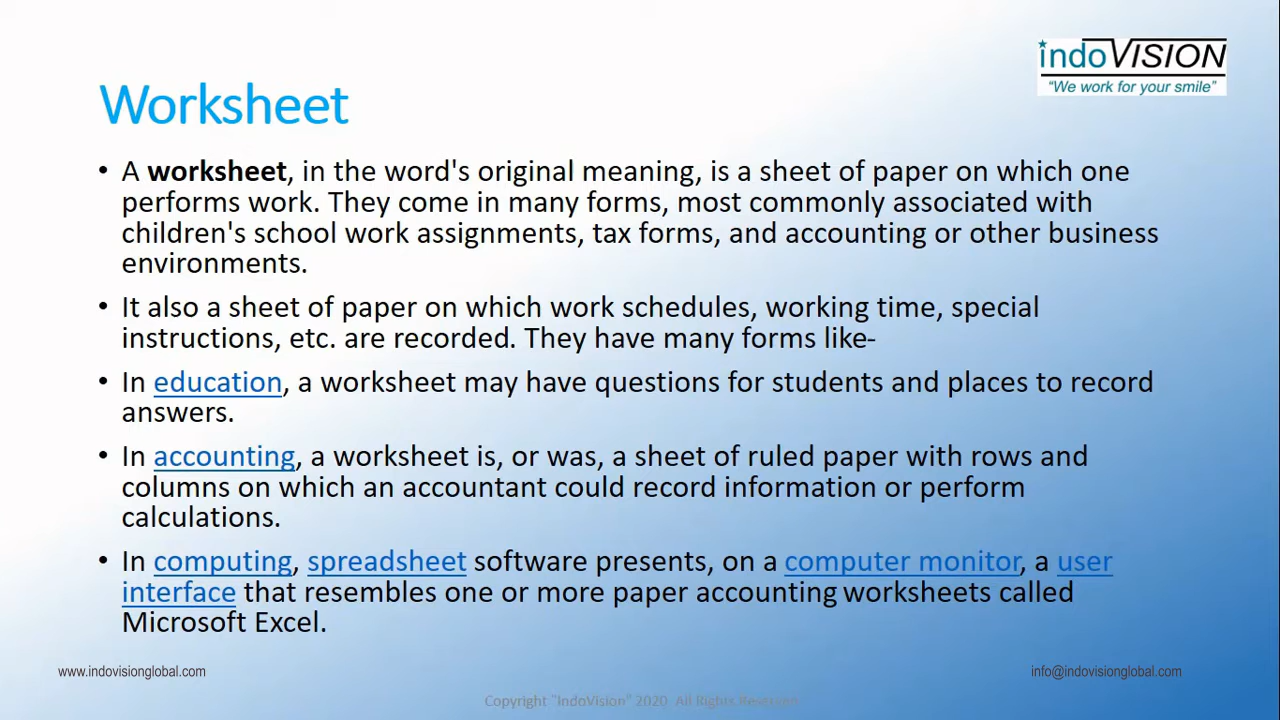 indoVISION
"We work for your smile"
Worksheet
• A worksheet, in the word's original meaning, is a sheet of paper on which one
performs work. They come in many forms, most commonly associated with
children's school work assignments, tax forms, and accounting or other business
environments.
• It also a sheet of paper on which work schedules, working time, special
instructions, etc. are recorded. They have many forms like-
• In education, a worksheet may have questions for students and places to record
answers.
• In accounting, a worksheet is, or was, a sheet of ruled paper with rows and
columns on which an accountant could record information or perform
calculations.
• In computing, spreadsheet software presents, on a computer monitor, a user
interface that resembles one or more paper accounting worksheets called
Microsoft Excel.
www.indovisionglobal.com
info@indovisionglobal.com
Copyright "IndoVision" 2020 All Rights Reserved